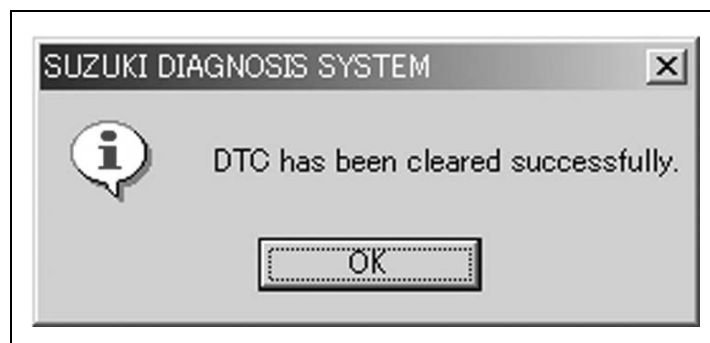 SUZUKI DIAGNOSIS SYSTEM
DTC has been cleared successfully.
OK